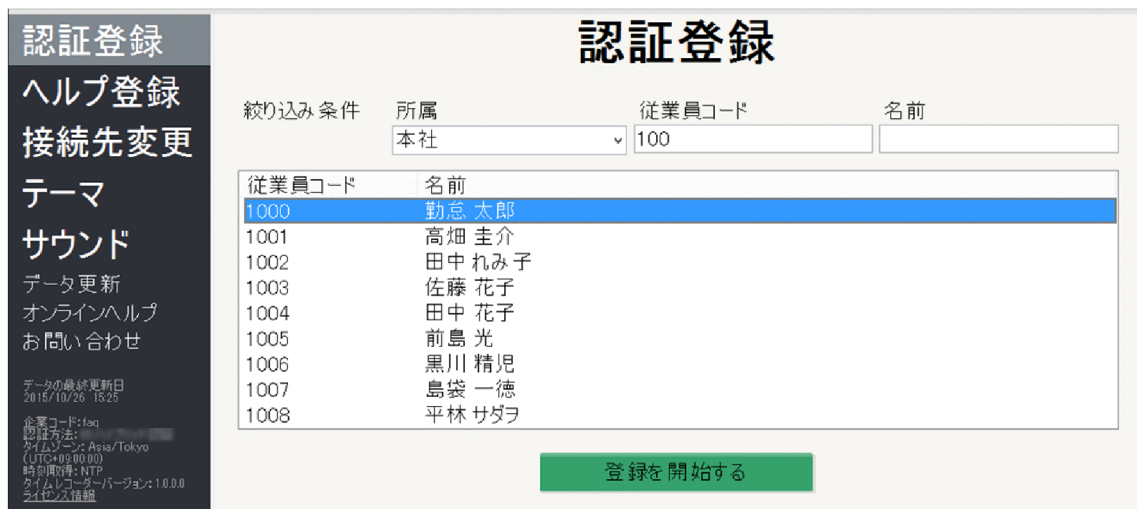 認証登録
ヘルプ登録
接続先変更
テーマ
サウンド
データ更新
オンラインヘルプ
お問い合わせ
データの最終更新日
2015/10/26 15:25
企業コード:faq
認証方法:
タイムゾーン: Asia/Tokyo
(UTC+09:00:00)
時刻取得: NTP
タイムレコーダーバージョン: 1.0.0.0
ライセンス情報
認証登録
絞り込み条件 所属 従業員コード 名前
本社 100
従業員コード 名前
1000 勤怠 太郎
1001 高畑 圭介
1002 田中 れみ子
1003 佐藤 花子
1004 田中 花子
1005 前島 光
1006 黒川 精児
1007 島袋 一徳
1008 平林 サダヲ
登録を開始する